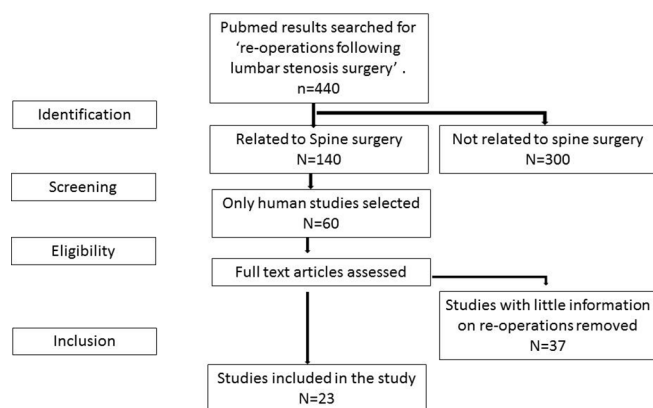 Pubmed results searched for
‘re-operations following
lumbar stenosis surgery’ .
n=440
Identification
Related to Spine surgery
N=140
Not related to spine surgery
N=300
Screening
Only human studies selected
N=60
Eligibility
Full text articles assessed
Studies with little information
on re-operations removed
N=37
Inclusion
Studies included in the study
N=23